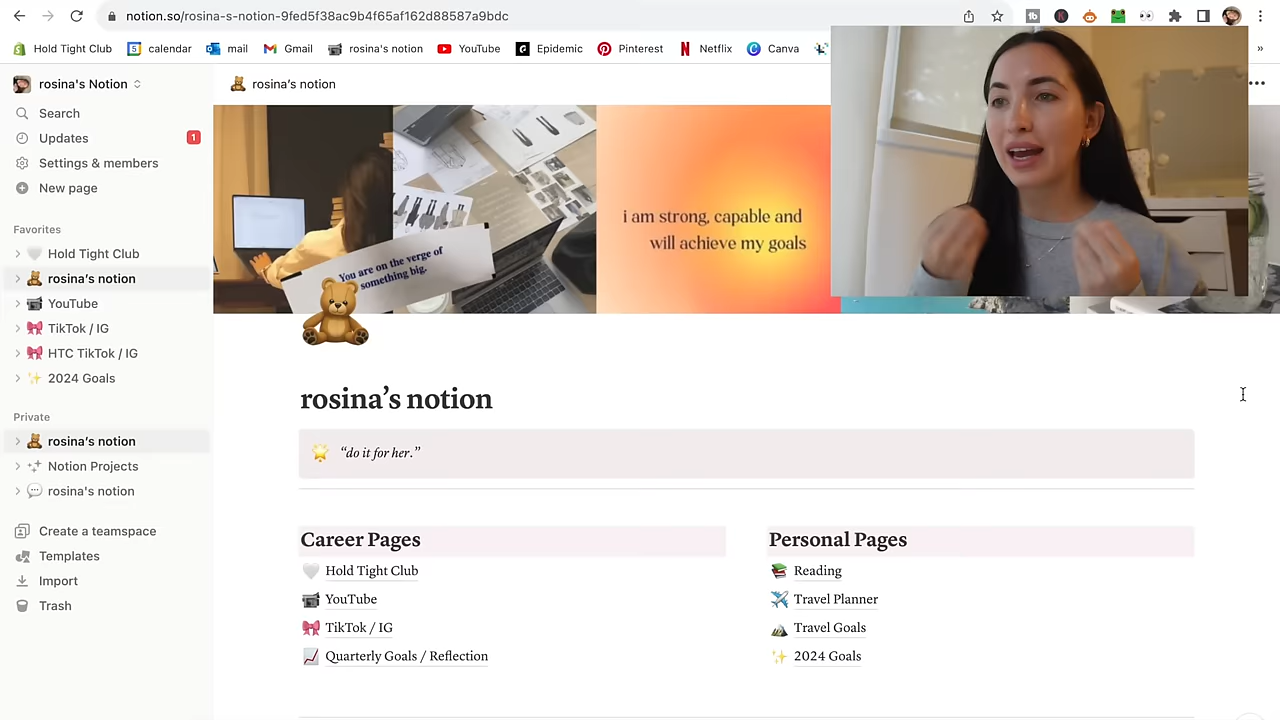 notion.so/rosina-s-notion-9fed5f38ac9b4f65af162d88587a9bdc
Hold Tight Club
calendar
mail
Gmail
rosina's notion
YouTube
Epidemic
Pinterest
Netflix
Canva
»
rosina's Notion
rosina's notion
Search
Updates
1
Settings & members
New page
Favorites
Hold Tight Club
rosina's notion
YouTube
TikTok / IG
HTC TikTok / IG
2024 Goals
Private
rosina's notion
Notion Projects
rosina's notion
Create a teamspace
Templates
Import
Trash
You are on the verge of
something big.
i am strong, capable and
will achieve my goals
rosina's notion
“do it for her.”
Career Pages
Hold Tight Club
YouTube
TikTok / IG
Quarterly Goals / Reflection
Personal Pages
Reading
Travel Planner
Travel Goals
2024 Goals